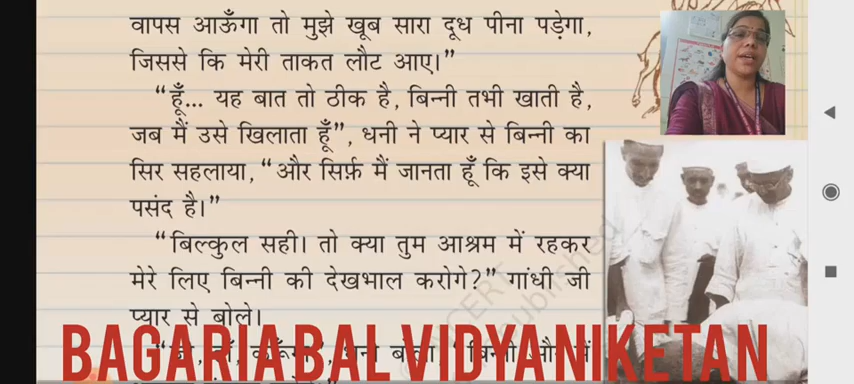 वापस आऊँगा तो मुझे खूब सारा दूध पीना पड़ेगा,
जिससे कि मेरी ताकत लौट आए।”
“हूँ... यह बात तो ठीक है, बिन्नी तभी खाती है,
जब मैं उसे खिलाता हूँ”, धनी ने प्यार से बिन्नी का
सिर सहलाया, “और सिर्फ़ मैं जानता हूँ कि इसे क्या
पसंद है।”
“बिल्कुल सही। तो क्या तुम आश्रम में रहकर
मेरे लिए बिन्नी की देखभाल करोगे?” गांधी जी
प्यार से बोले।
BAGARIA BAL VIDYA NIKETAN